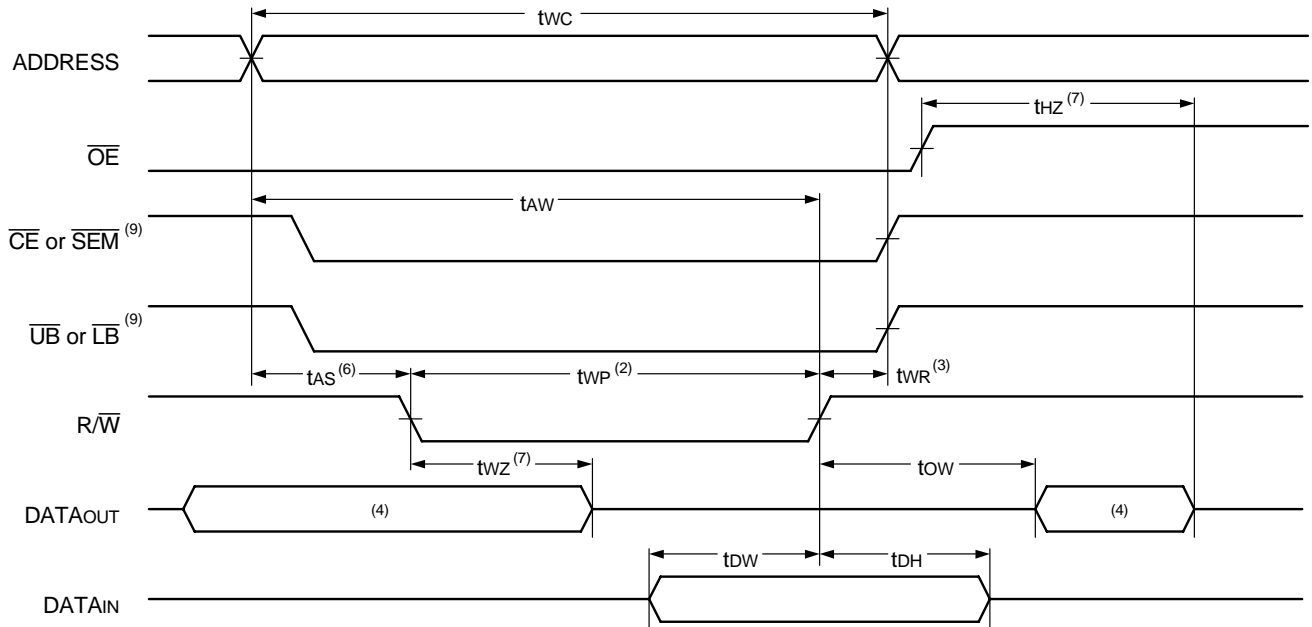 tWC
ADDRESS
tHZ (7)
OE
tAW
CE or SEM (9)
UB or LB (9)
tAS (6) tWP (2) tWR (3)
R/W
tWZ (7) tOW
DATAOUT (4) (4)
tDW tDH
DATAIN